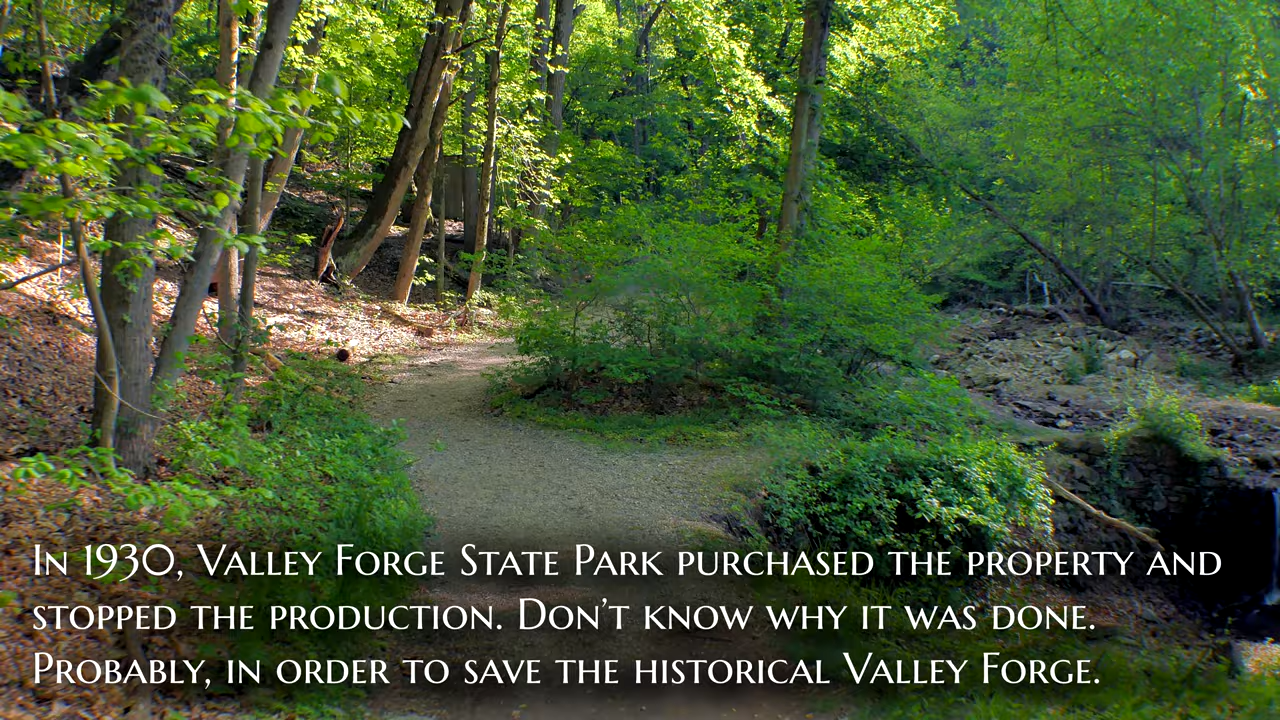 In 1930, Valley Forge State Park purchased the property and
stopped the production. Don't know why it was done.
Probably, in order to save the historical Valley Forge.